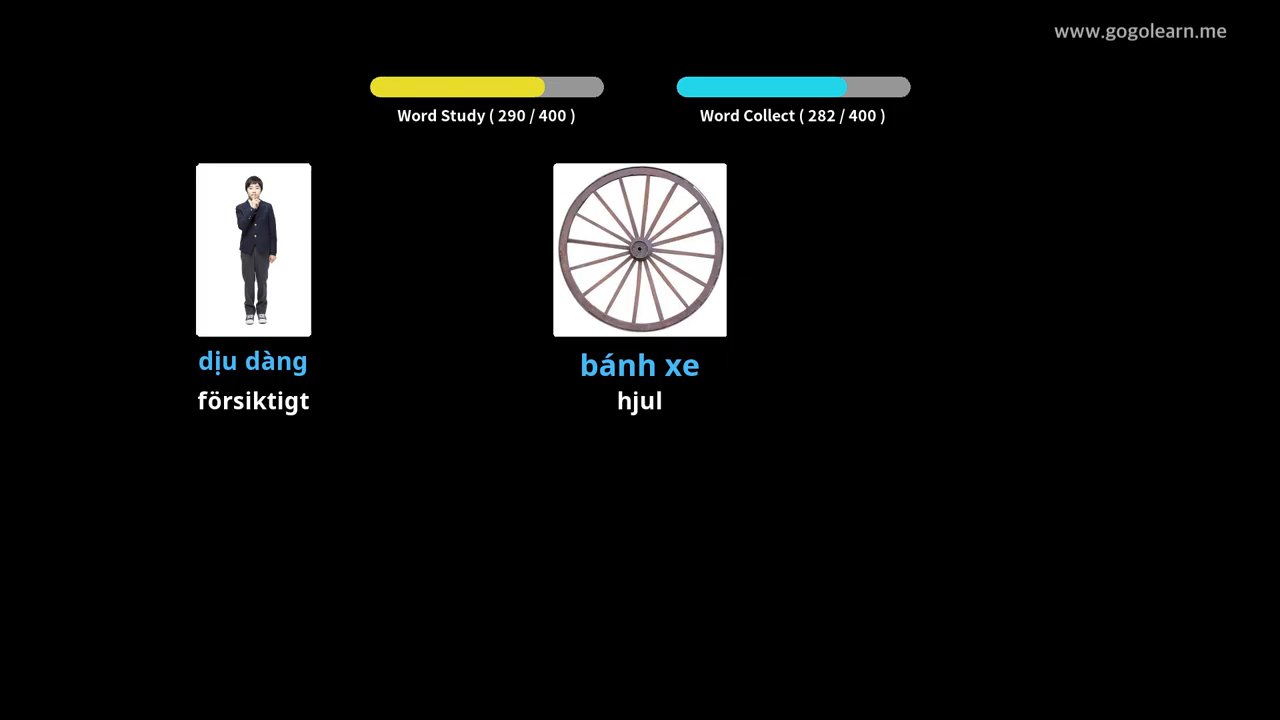 www.gogolearn.me
Word Study ( 290 / 400 )
Word Collect ( 282 / 400 )
dịu dàng
försiktigt
bánh xe
hjul